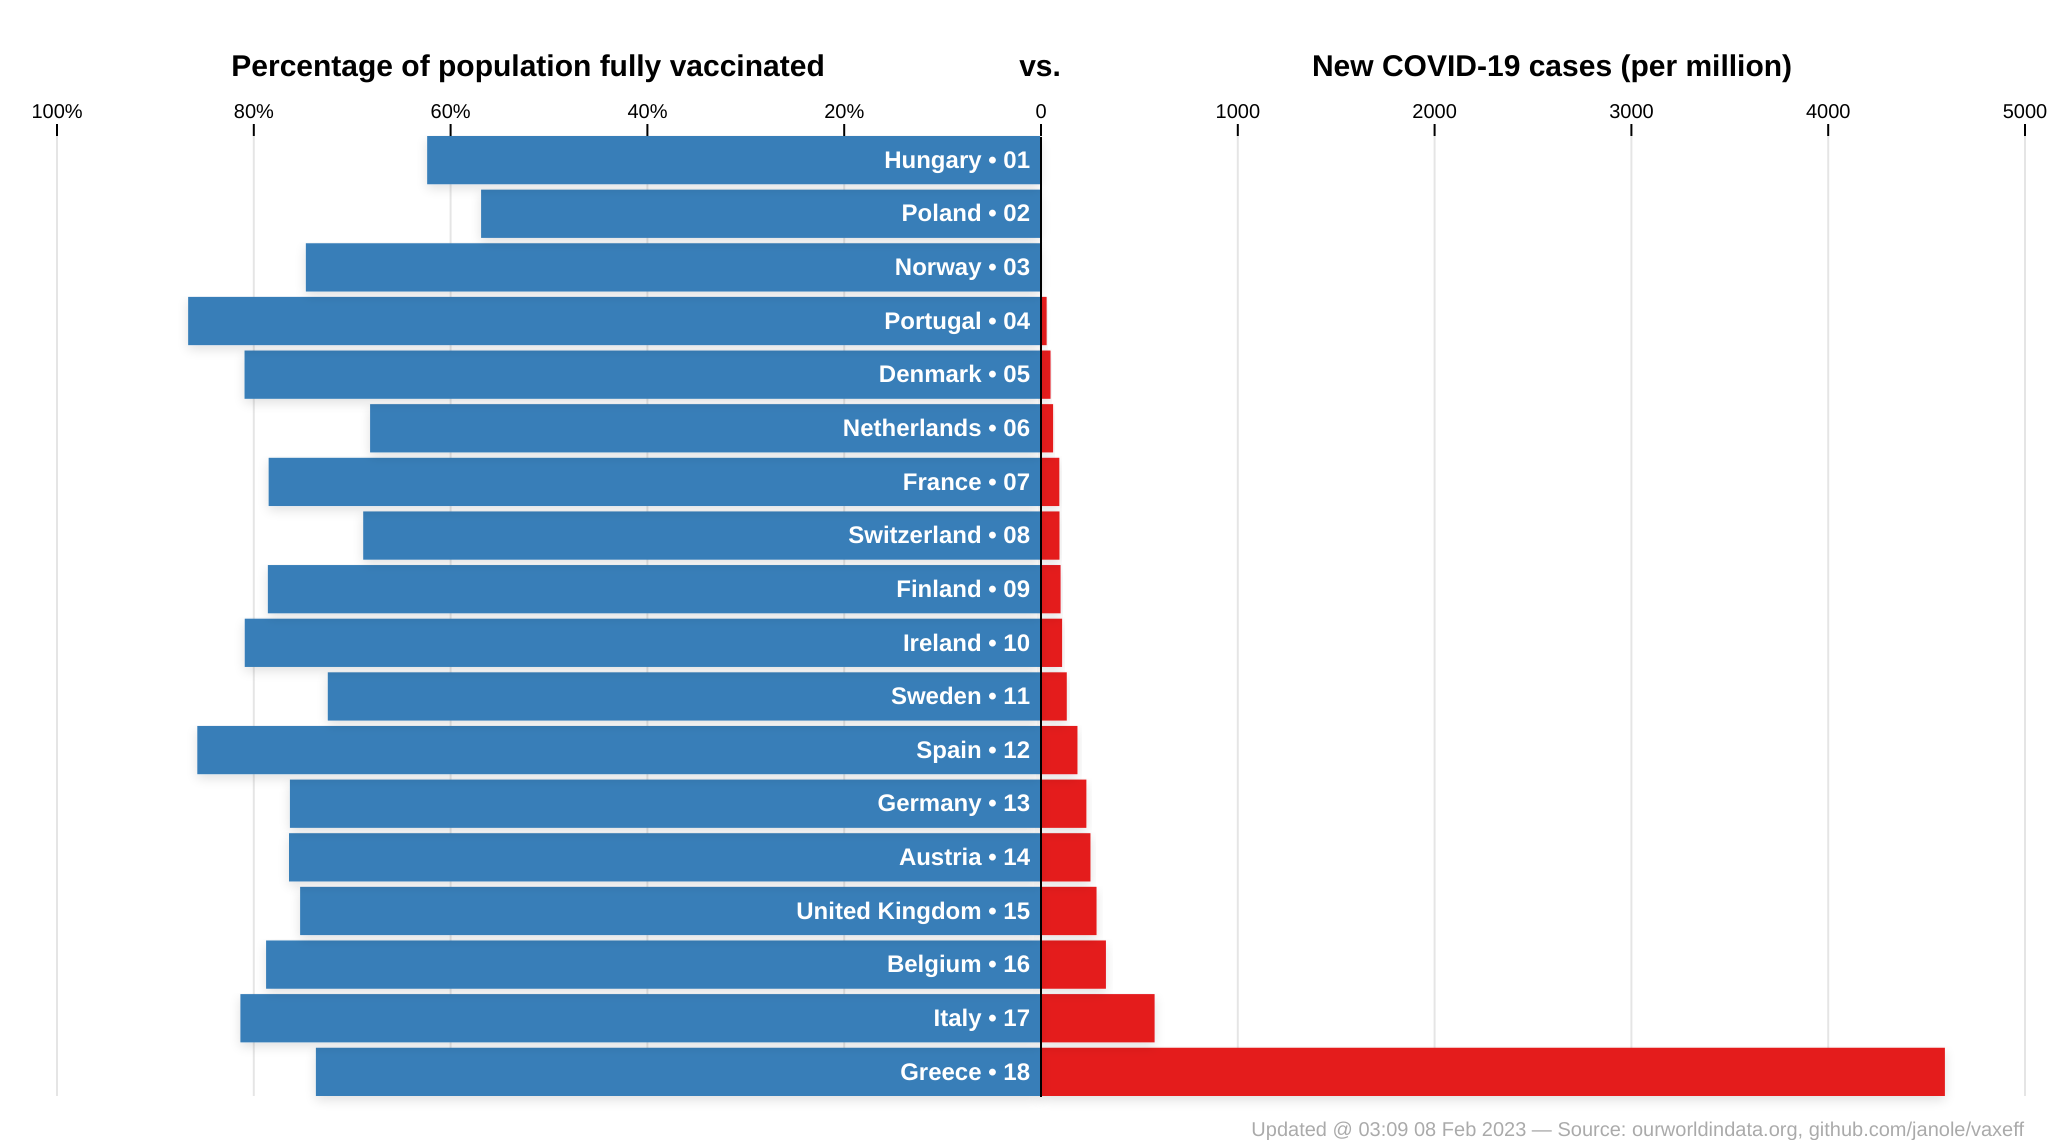 Percentage of population fully vaccinated vs. New COVID-19 cases (per million)
100% 80% 60% 40% 20% 0 1000 2000 3000 4000 5000
Hungary • 01
Poland • 02
Norway • 03
Portugal • 04
Denmark • 05
Netherlands • 06
France • 07
Switzerland • 08
Finland • 09
Ireland • 10
Sweden • 11
Spain • 12
Germany • 13
Austria • 14
United Kingdom • 15
Belgium • 16
Italy • 17
Greece • 18
Updated @ 03:09 08 Feb 2023 — Source: ourworldindata.org, github.com/janole/vaxeff